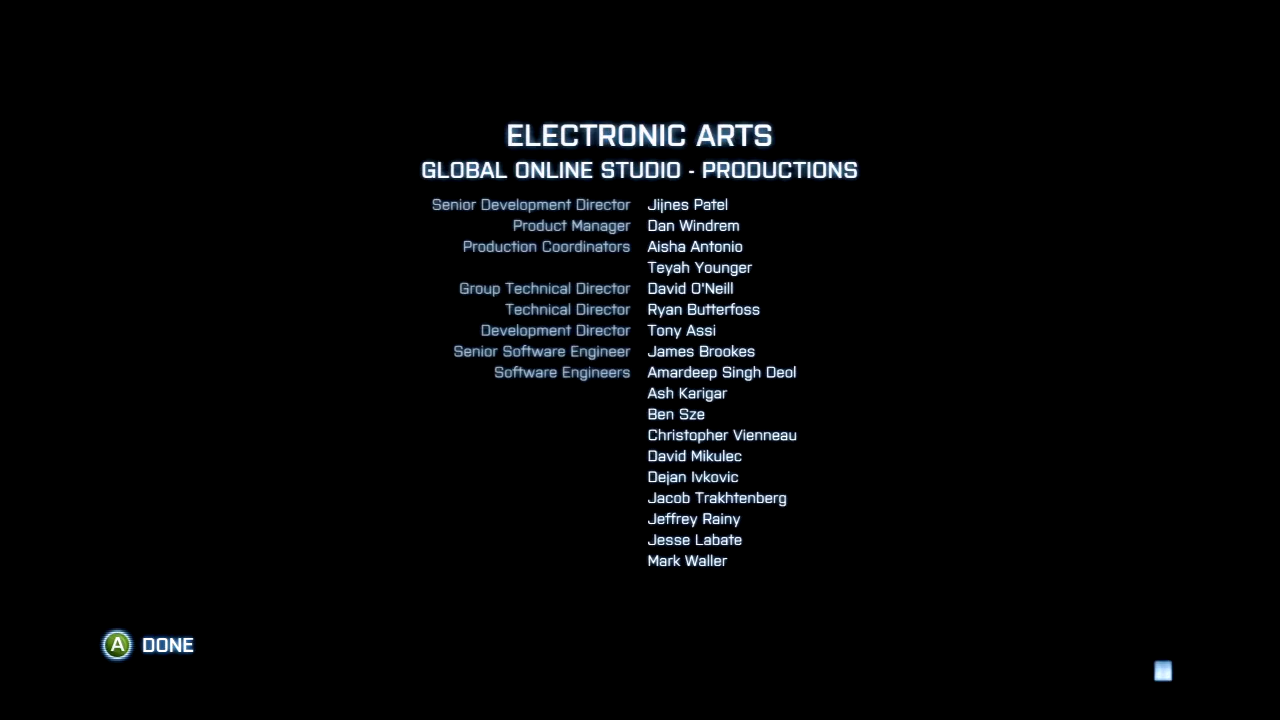 ELECTRONIC ARTS
GLOBAL ONLINE STUDIO - PRODUCTIONS
Senior Development Director Jijnes Patel
Product Manager Dan Windrem
Production Coordinators Aisha Antonio
Teyah Younger
Group Technical Director David O'Neill
Technical Director Ryan Butterfoss
Development Director Tony Assi
Senior Software Engineer James Brookes
Software Engineers Amardeep Singh Deol
Ash Karigar
Ben Sze
Christopher Vienneau
David Mikulec
Dejan Ivkovic
Jacob Trakhtenberg
Jeffrey Rainy
Jesse Labate
Mark Waller
A DONE